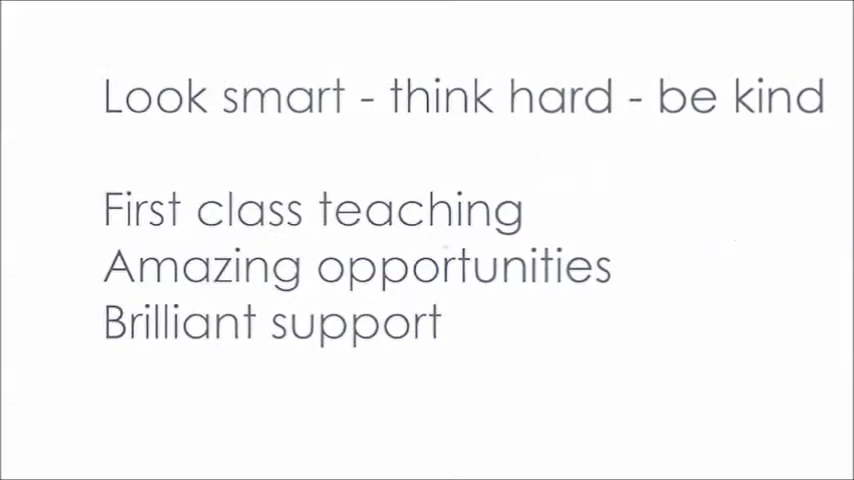 Look smart - think hard - be kind
First class teaching
Amazing opportunities
Brilliant support